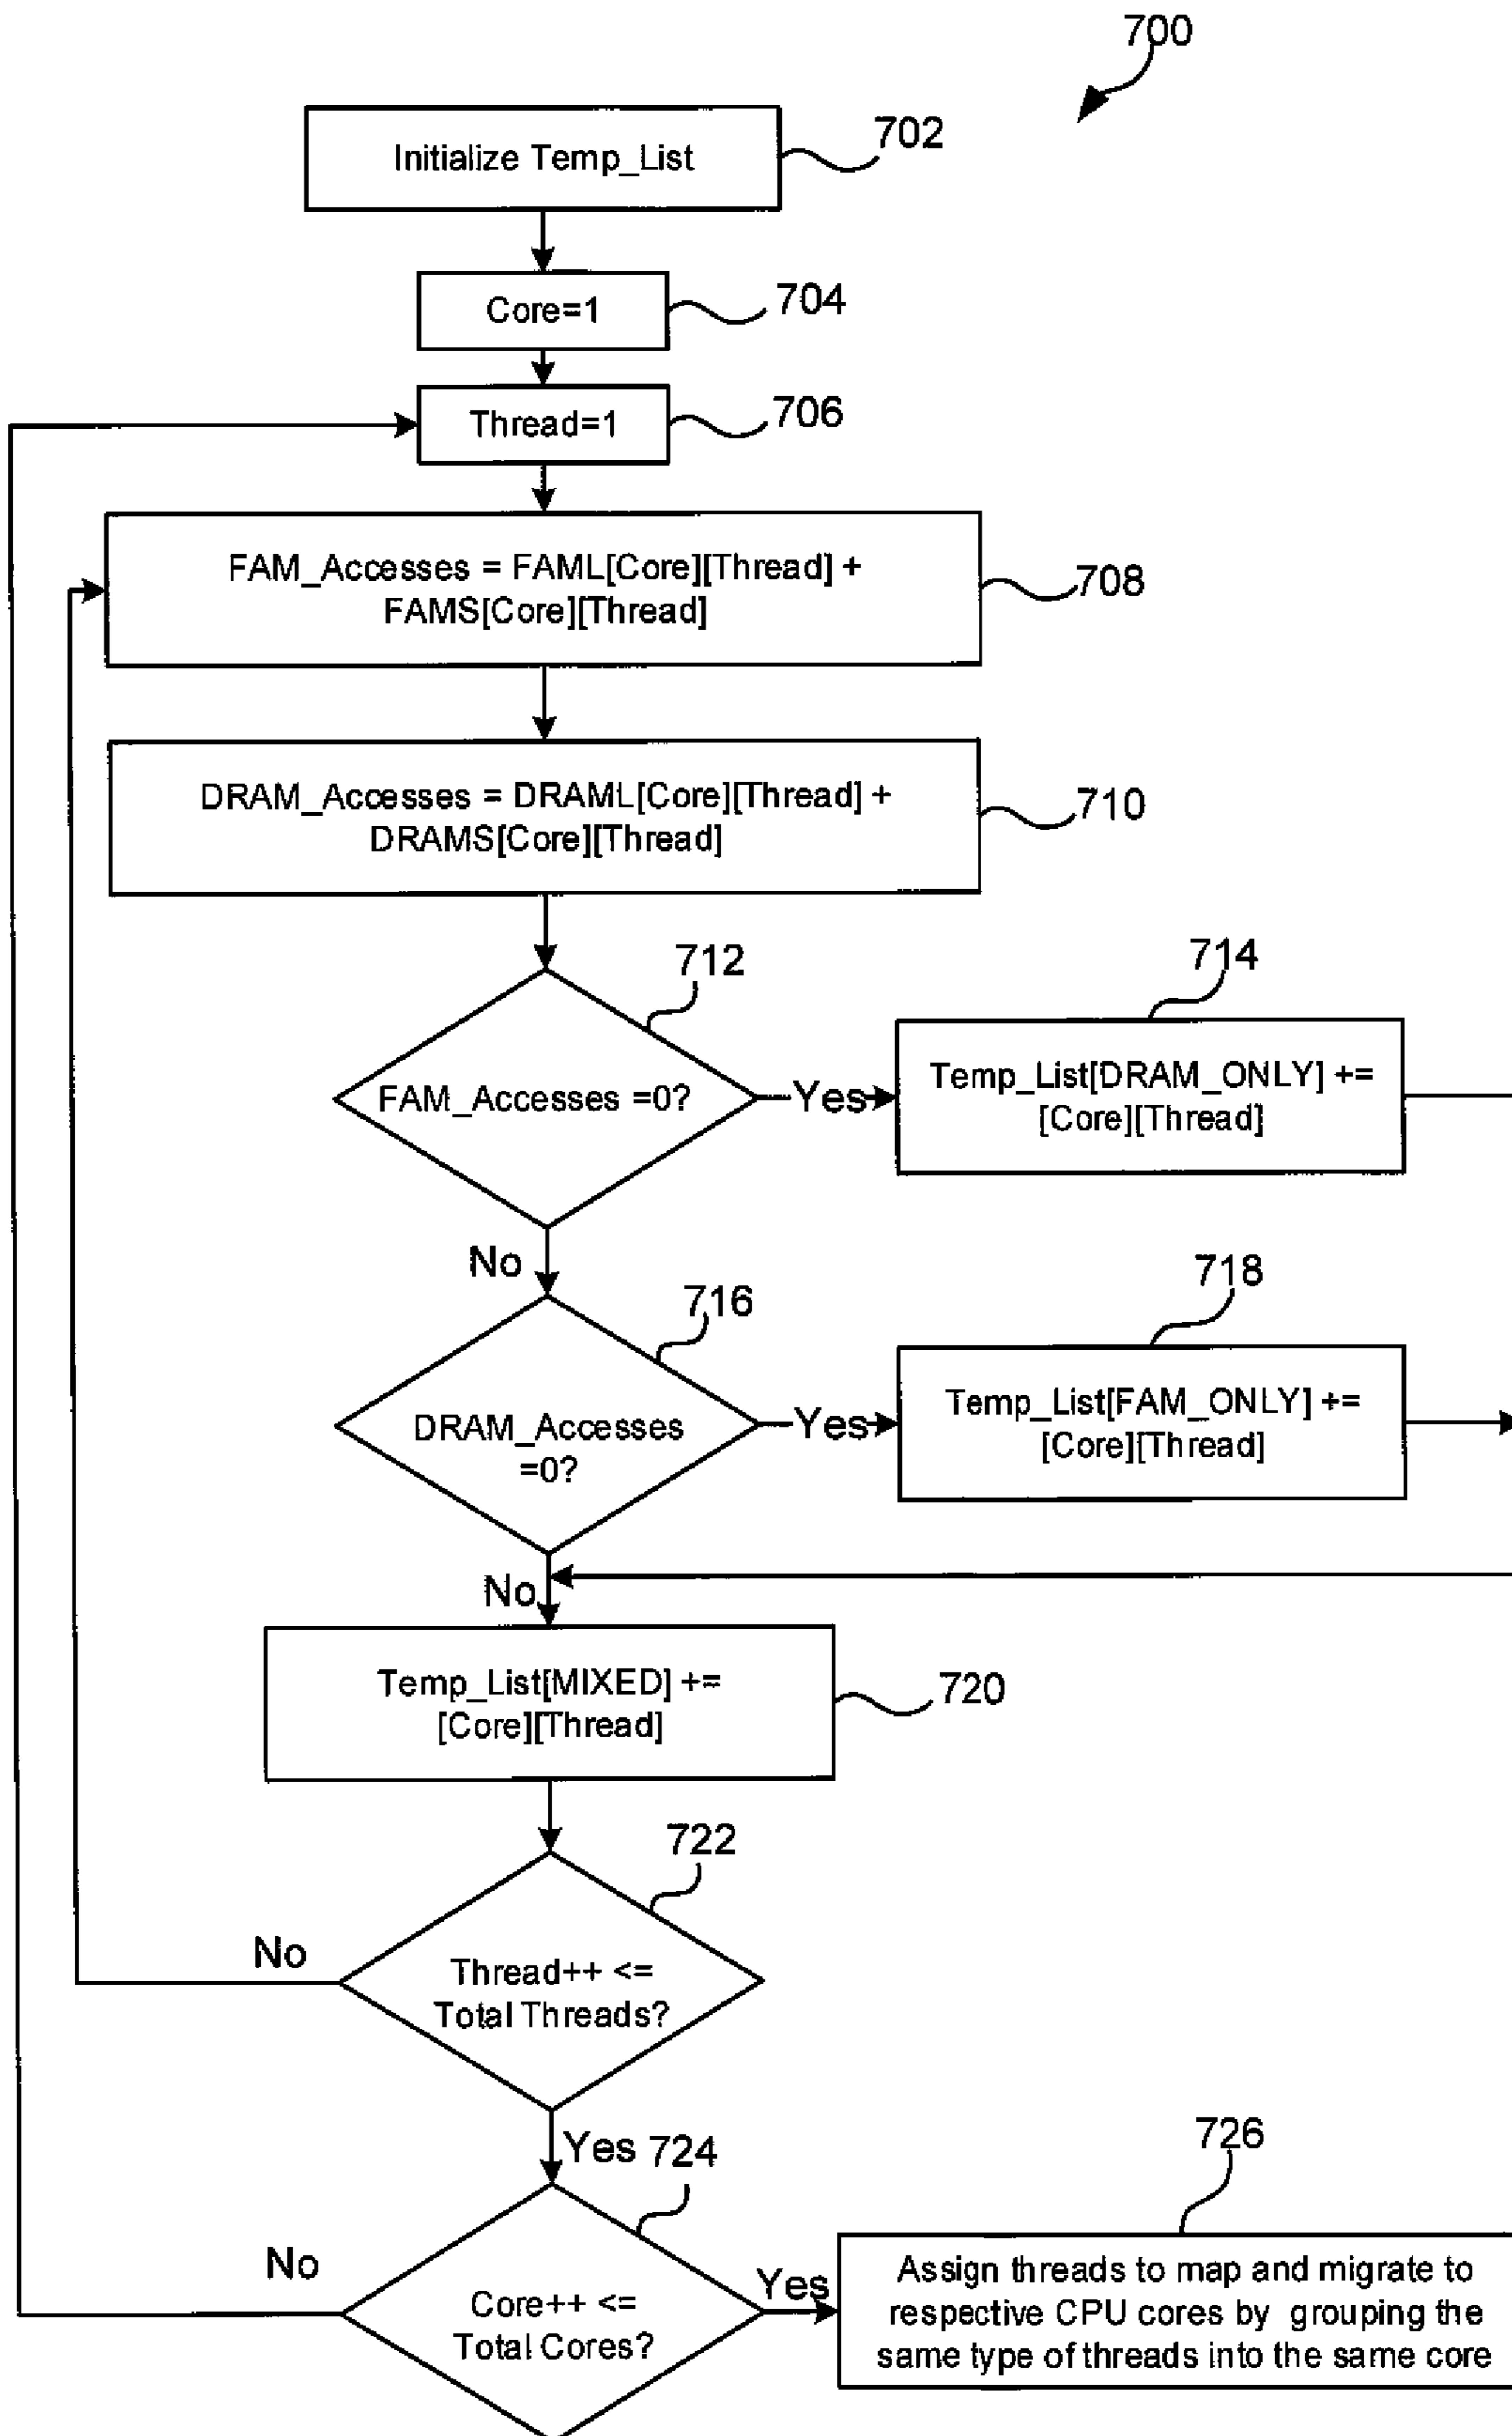 700
Initialize Temp_List
702
Core=1
704
Thread=1
706
FAM_Accesses = FAML[Core][Thread] +
FAMS[Core][Thread]
708
DRAM_Accesses = DRAML[Core][Thread] +
DRAMS[Core][Thread]
710
712
FAM_Accesses =0?
Yes
714
Temp_List[DRAM_ONLY] +=
[Core][Thread]
No
716
DRAM_Accesses
=0?
Yes
718
Temp_List[FAM_ONLY] +=
[Core][Thread]
No
Temp_List[MIXED] +=
[Core][Thread]
720
722
Thread++ <=
Total Threads?
No
Yes
724
Core++ <=
Total Cores?
No
Yes
726
Assign threads to map and migrate to
respective CPU cores by grouping the
same type of threads into the same core